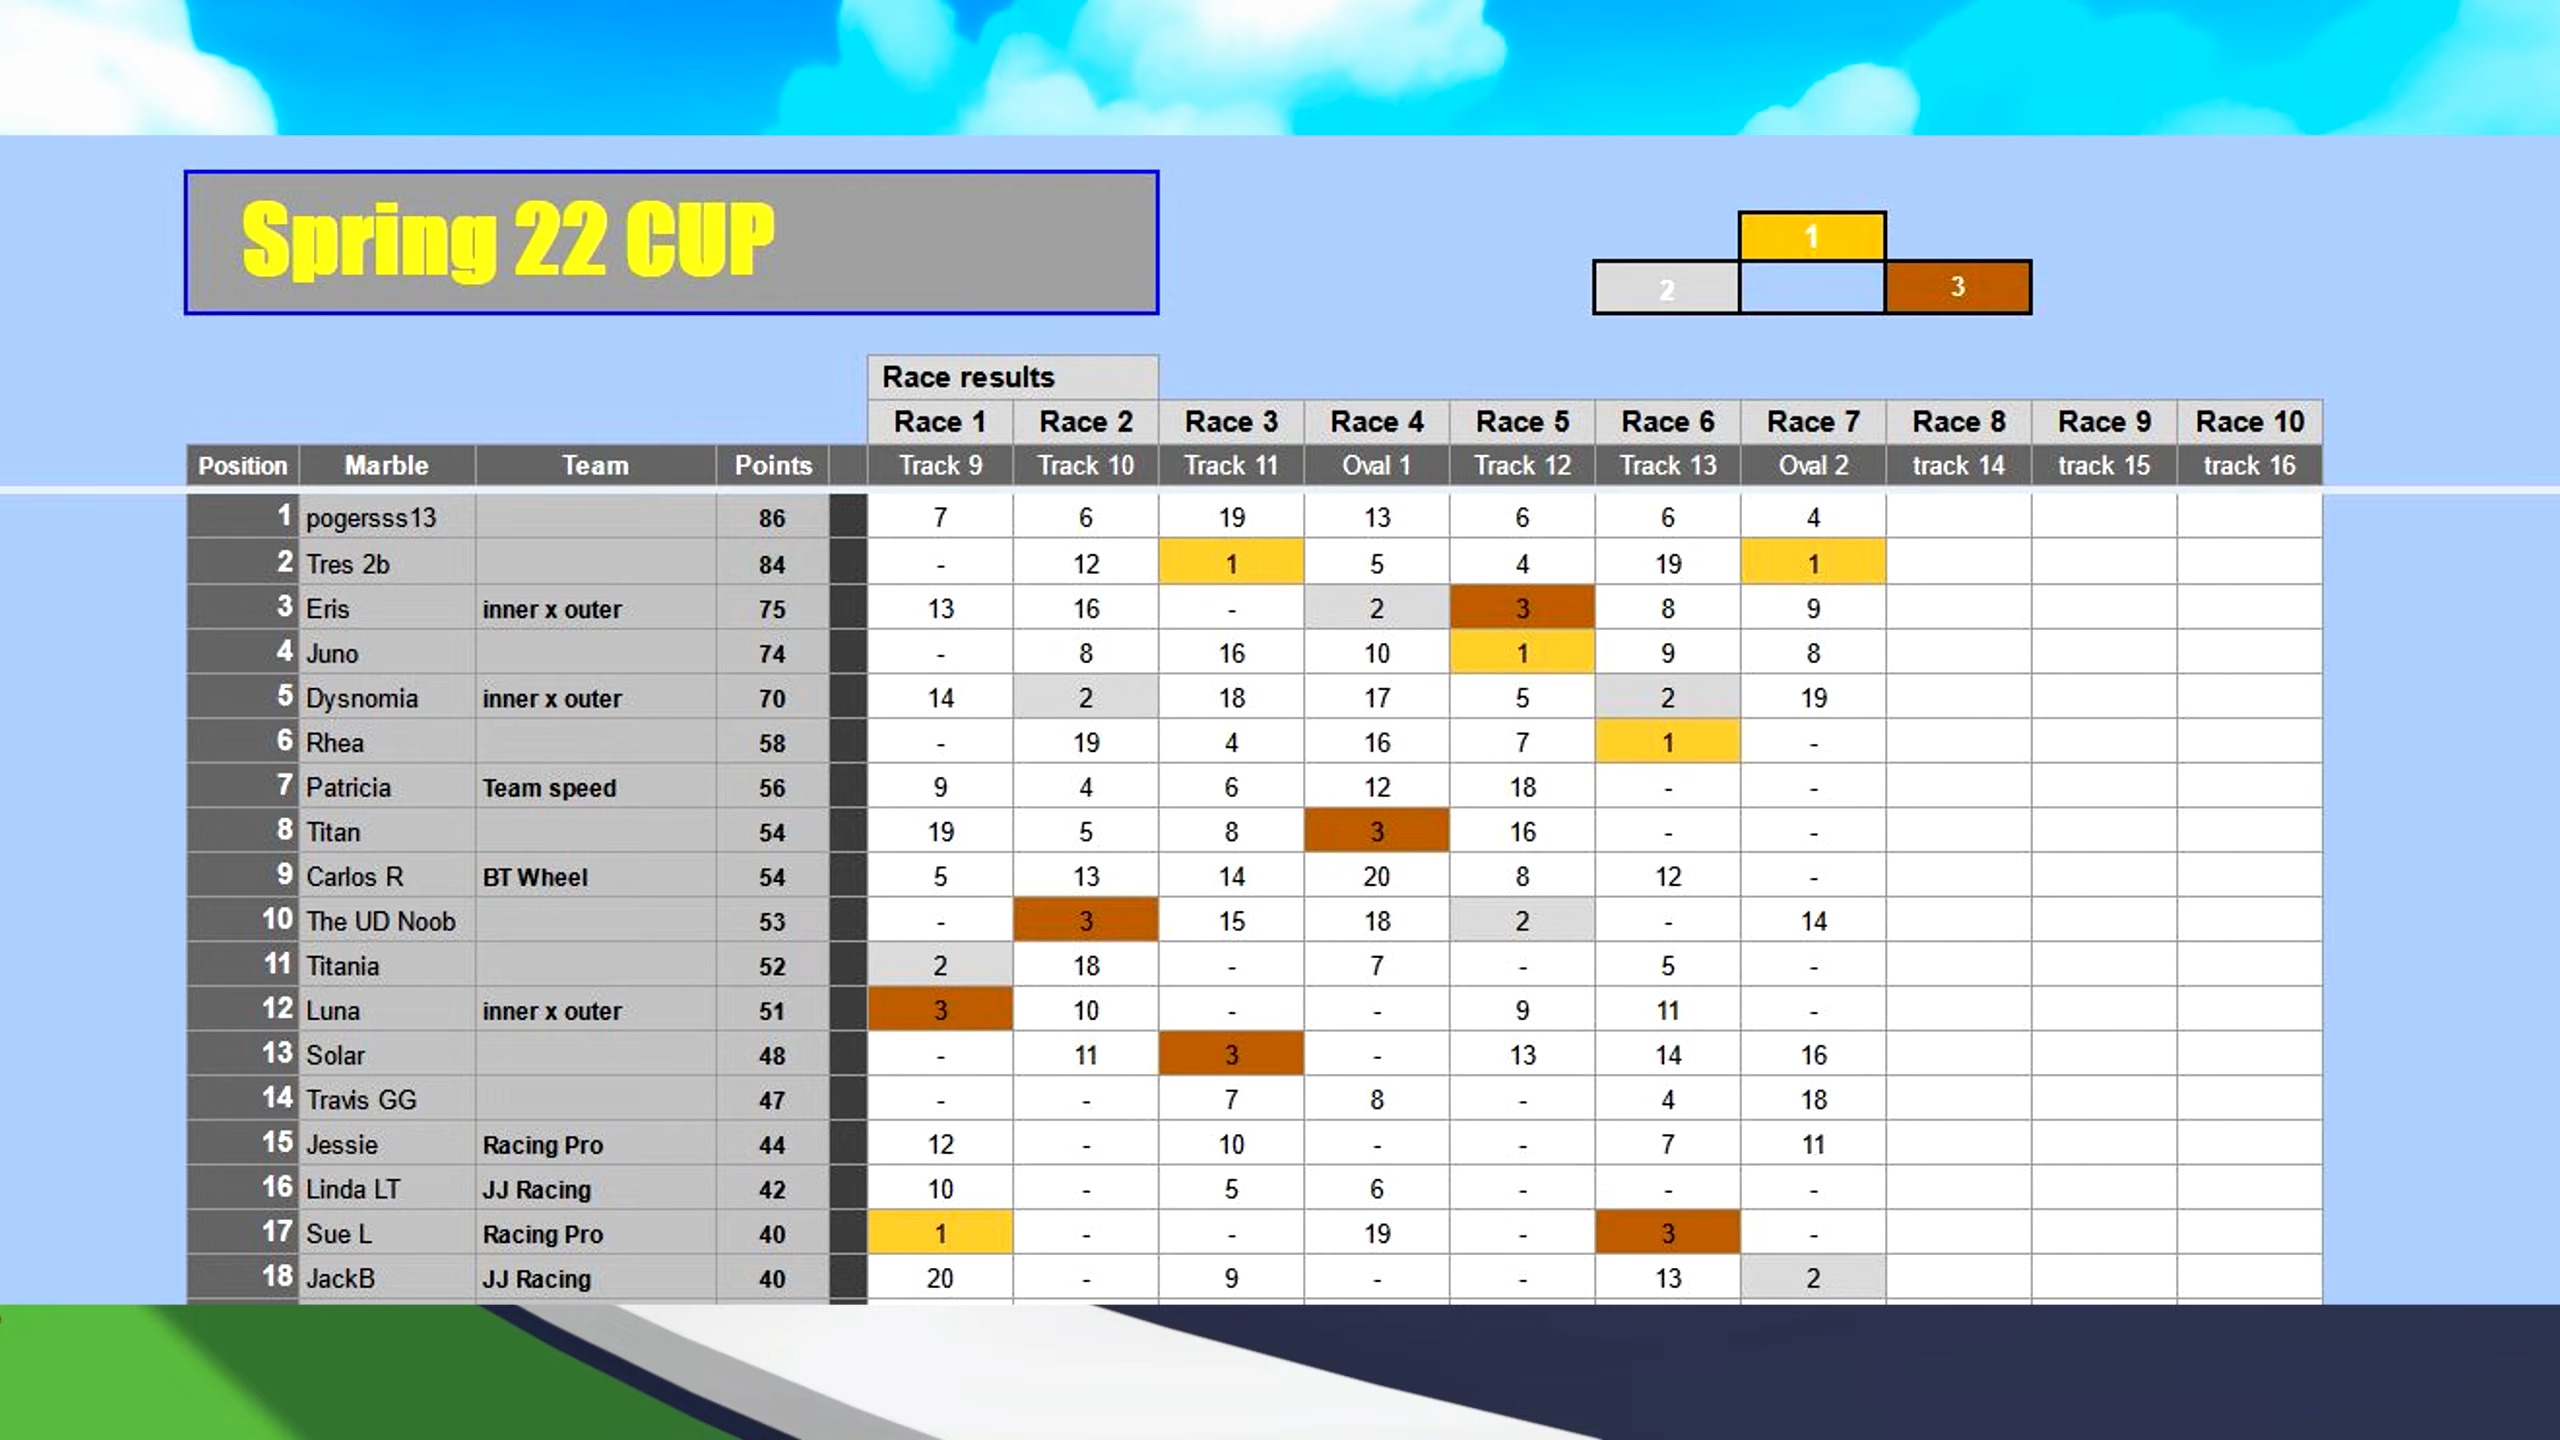 Spring 22 CUP
1
2 3
Race results
Race 1 Race 2 Race 3 Race 4 Race 5 Race 6 Race 7 Race 8 Race 9 Race 10
Position Marble Team Points Track 9 Track 10 Track 11 Oval 1 Track 12 Track 13 Oval 2 track 14 track 15 track 16
1 pogersss13 86 7 6 19 13 6 6 4
2 Tres 2b 84 - 12 1 5 4 19 1
3 Eris inner x outer 75 13 16 - 2 3 8 9
4 Juno 74 - 8 16 10 1 9 8
5 Dysnomia inner x outer 70 14 2 18 17 5 2 19
6 Rhea 58 - 19 4 16 7 1 -
7 Patricia Team speed 56 9 4 6 12 18 - -
8 Titan 54 19 5 8 3 16 - -
9 Carlos R BT Wheel 54 5 13 14 20 8 12 -
10 The UD Noob 53 - 3 15 18 2 - 14
11 Titania 52 2 18 - 7 - 5 -
12 Luna inner x outer 51 3 10 - - 9 11 -
13 Solar 48 - 11 3 - 13 14 16
14 Travis GG 47 - - 7 8 - 4 18
15 Jessie Racing Pro 44 12 - 10 - - 7 11
16 Linda LT JJ Racing 42 10 - 5 6 - - -
17 Sue L Racing Pro 40 1 - - 19 - 3 -
18 JackB JJ Racing 40 20 - 9 - - 13 2